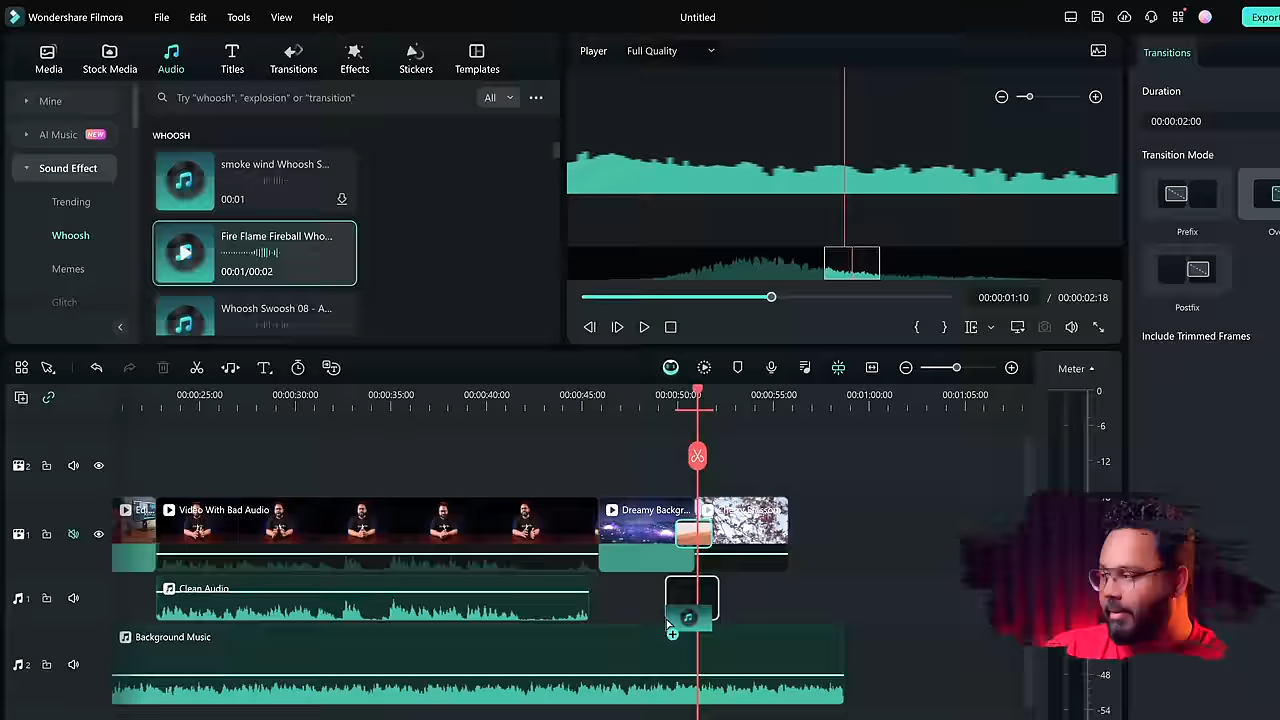 Wondershare Filmora
File
Edit
Tools
View
Help
Untitled
Export
Media
Stock Media
Audio
Titles
Transitions
Effects
Stickers
Templates
Player
Full Quality
Transitions
Mine
AI Music NEW
Sound Effect
Trending
Whoosh
Memes
Glitch
Try "whoosh", "explosion" or "transition"
All
WHOOSH
smoke wind Whoosh S...
00:01
Fire Flame Fireball Who...
00:01/00:02
Whoosh Swoosh 08 - A...
00:00:01:10 / 00:00:02:18
Duration
00:00:02:00
Transition Mode
Prefix
Postfix
Include Trimmed Frames
00:00:25:00
00:00:30:00
00:00:35:00
00:00:40:00
00:00:45:00
00:00:50:00
00:00:55:00
00:01:00:00
00:01:05:00
Meter
0
-6
-12
-48
-54
2
Video With Bad Audio
Dreamy Backgr...
1
1
Clean Audio
2
Background Music